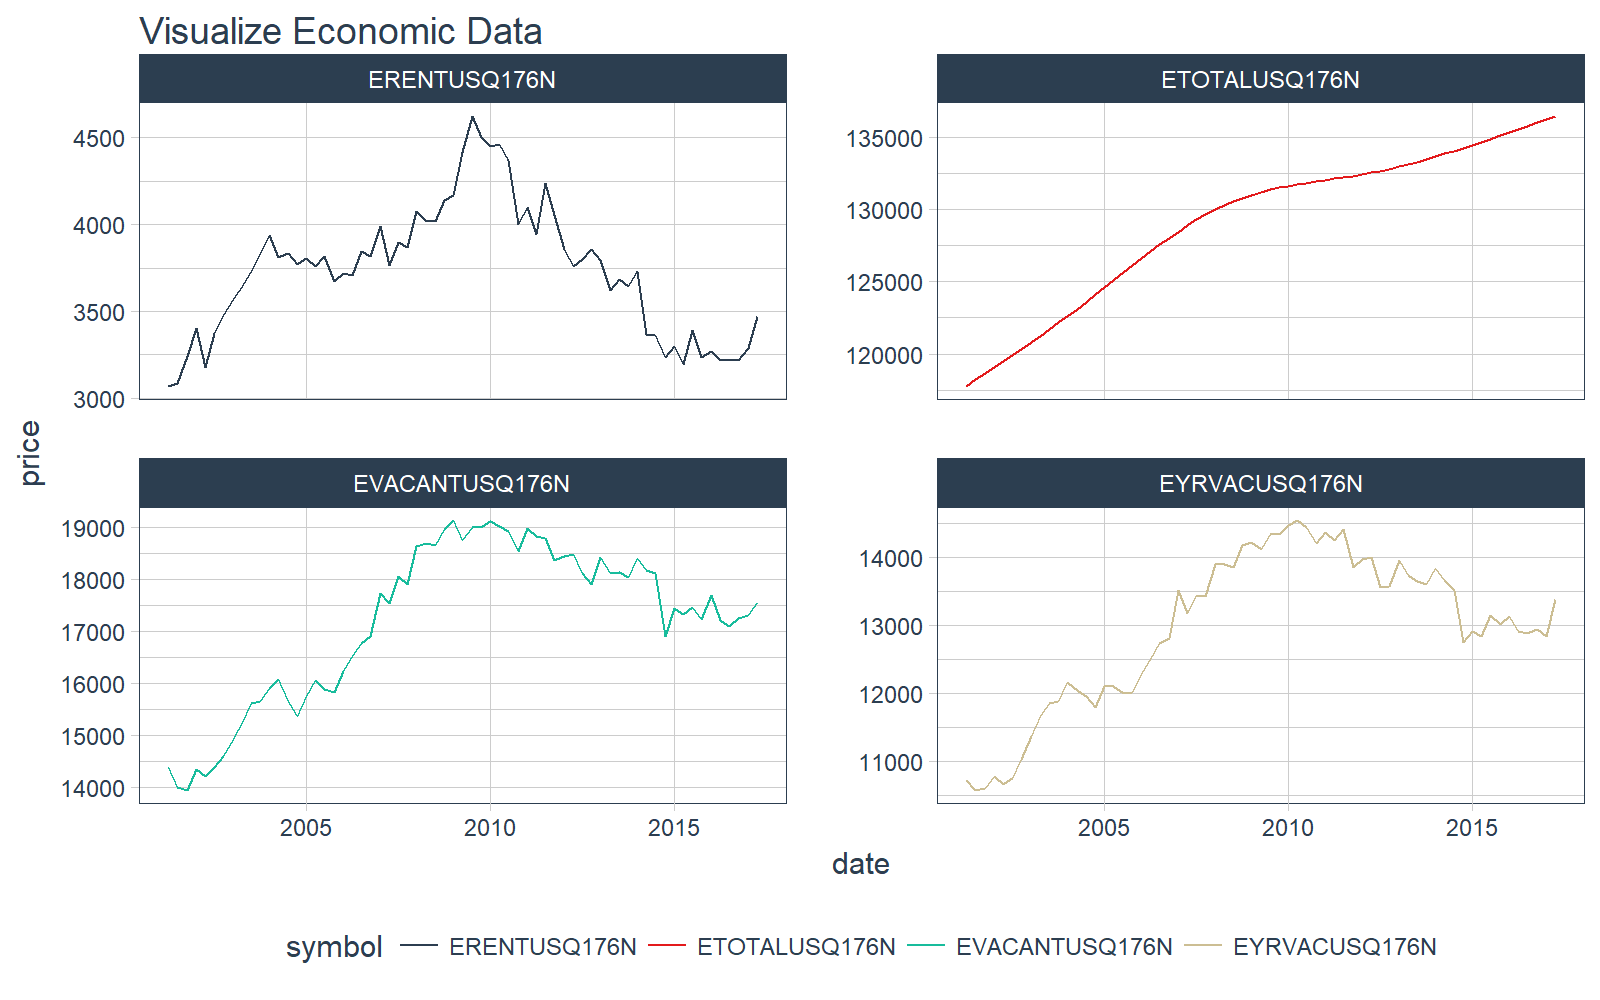 Visualize Economic Data
ERENTUSQ176N
ETOTALUSQ176N
4500
4000
3500
3000
135000
130000
125000
120000
price
EVACANTUSQ176N
EYRVACUSQ176N
19000
18000
17000
16000
15000
14000
14000
13000
12000
11000
2005 2010 2015
2005 2010 2015
date
symbol ERENTUSQ176N ETOTALUSQ176N EVACANTUSQ176N EYRVACUSQ176N